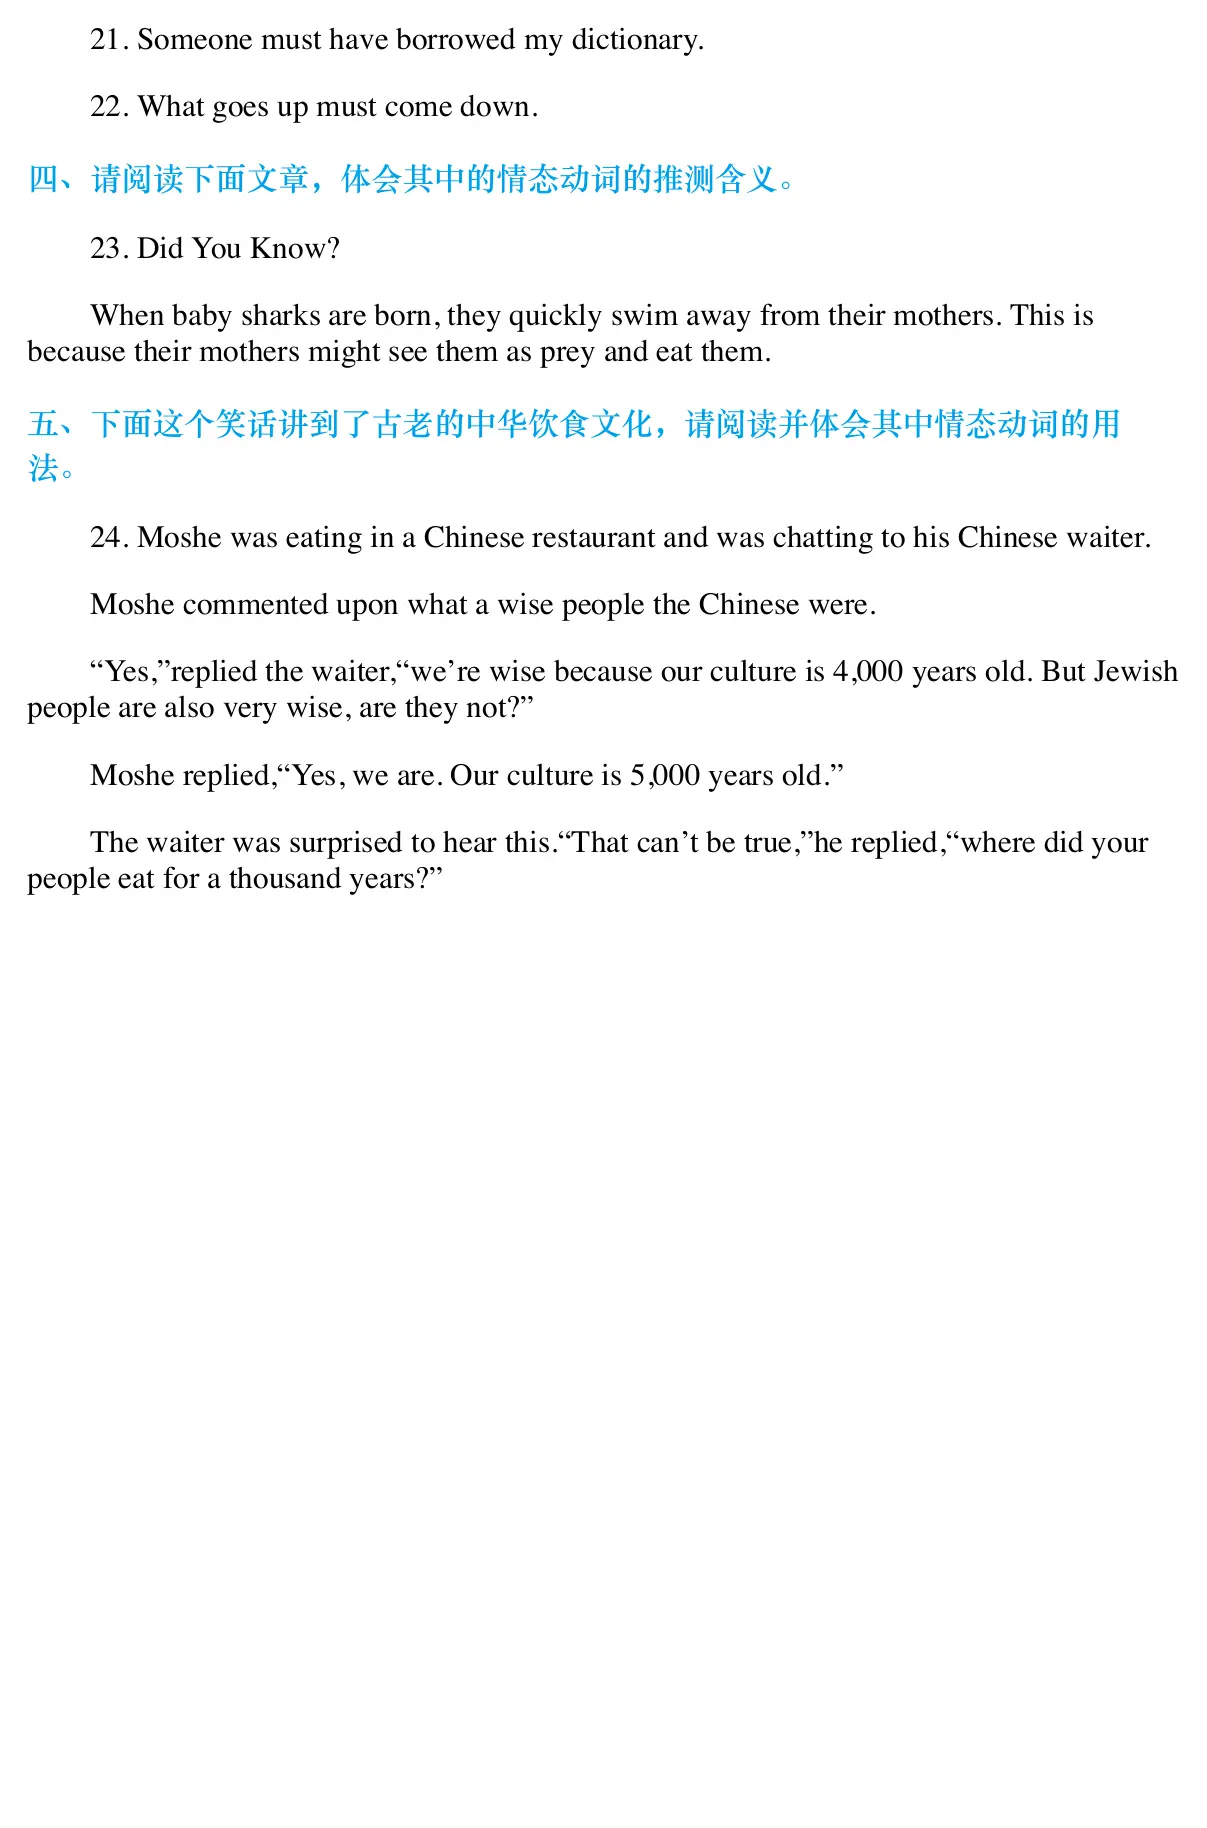 21. Someone must have borrowed my dictionary.
22. What goes up must come down.
四、请阅读下面文章，体会其中的情态动词的推测含义。
23. Did You Know?
When baby sharks are born, they quickly swim away from their mothers. This is
because their mothers might see them as prey and eat them.
五、下面这个笑话讲到了古老的中华饮食文化，请阅读并体会其中情态动词的用
法。
24. Moshe was eating in a Chinese restaurant and was chatting to his Chinese waiter.
Moshe commented upon what a wise people the Chinese were.
“Yes,”replied the waiter,“we’re wise because our culture is 4,000 years old. But Jewish
people are also very wise, are they not?”
Moshe replied,“Yes, we are. Our culture is 5,000 years old.”
The waiter was surprised to hear this.“That can’t be true,”he replied,“where did your
people eat for a thousand years?”